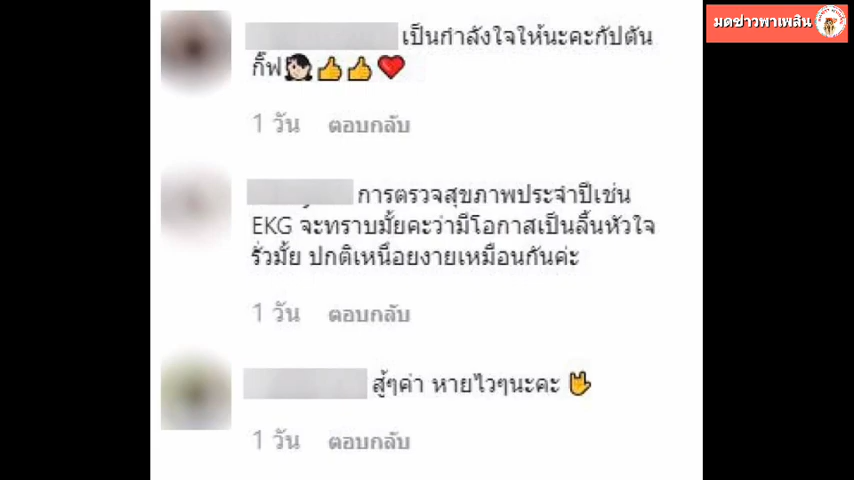 มดข่าวพาเพลิน
เป็นกำลังใจให้นะคะกัปตัน
กิ๊ฟ👧🏻👍👍❤️
1 วัน ตอบกลับ
การตรวจสุขภาพประจำปีเช่น
EKG จะทราบมั้ยคะว่ามีโอกาสเป็นลิ้นหัวใจ
รั่วมั้ย ปกติเหนื่อยง่ายเหมือนกันค่ะ
1 วัน ตอบกลับ
สู้ๆค่า หายไวๆนะคะ 🤟
1 วัน ตอบกลับ